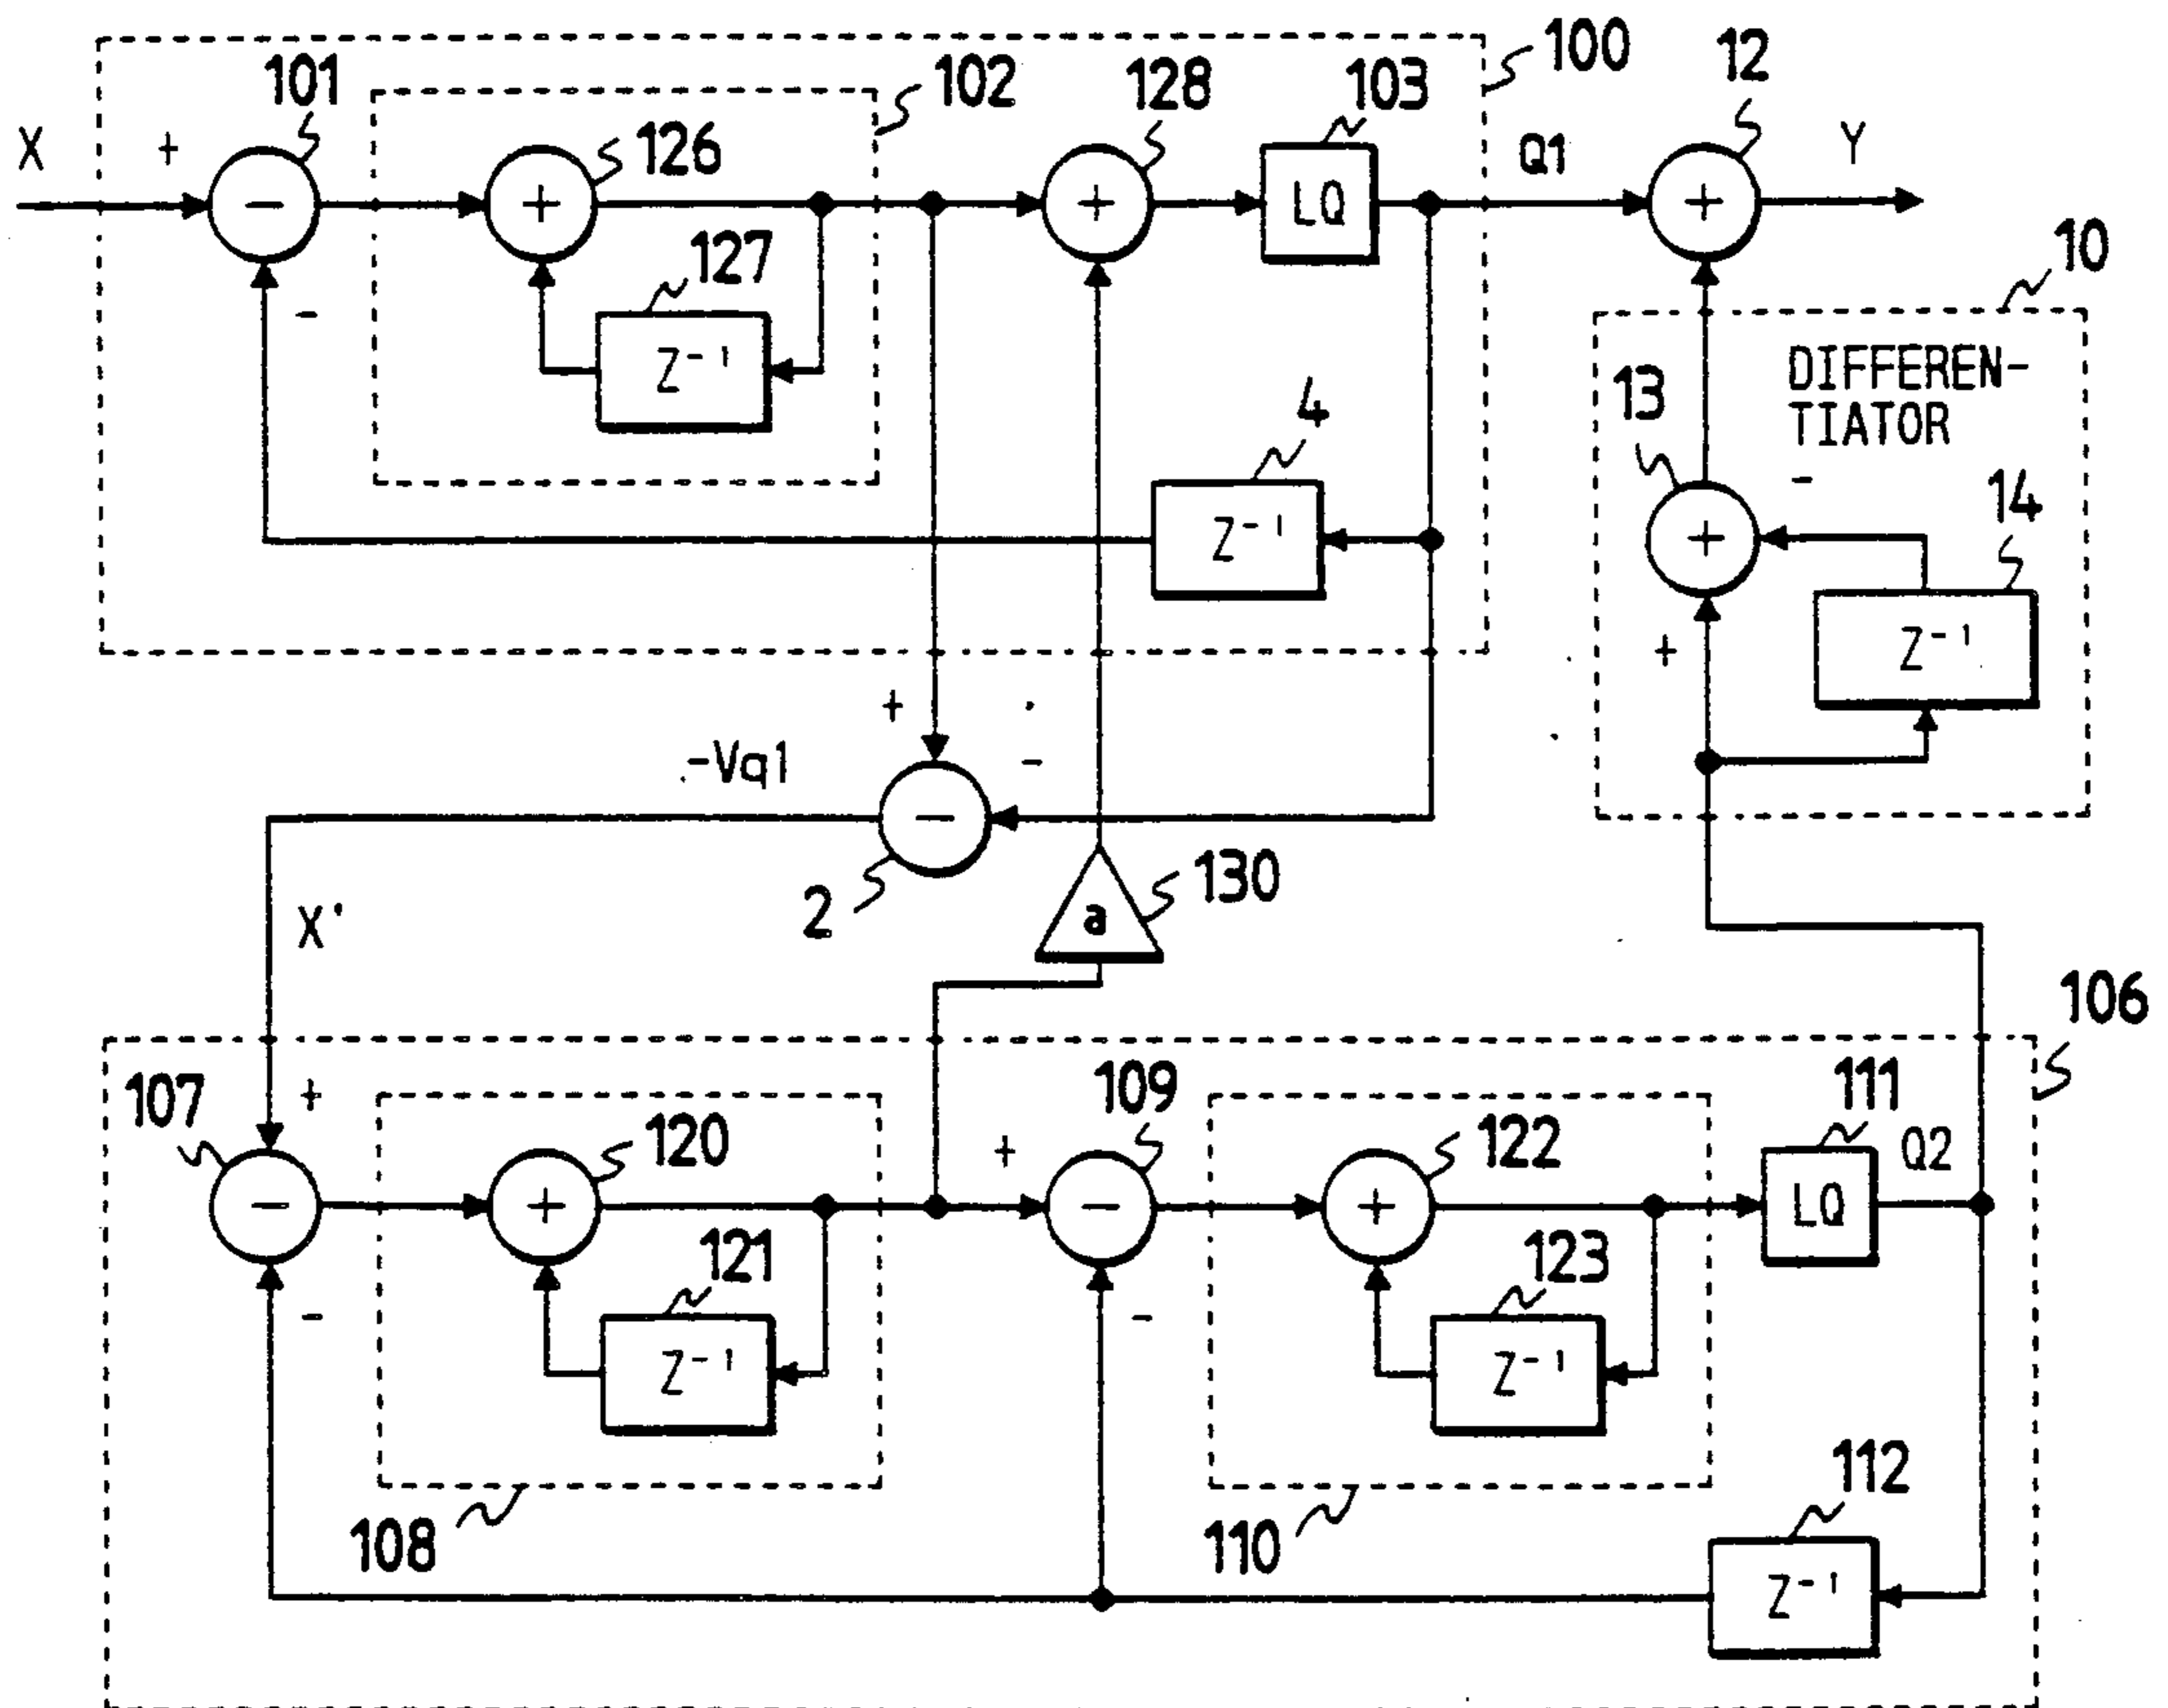 100
12
101
102
128
103
X
+
126
Q1
Y
−
+
+
LQ
+
127
10
−
Z⁻¹
DIFFEREN-
TIATOR
13
4
−
14
Z⁻¹
+
Z⁻¹
+
+
−
-Vq1
−
2
130
X'
a
106
107
+
109
111
120
+
122
Q2
−
+
−
+
LQ
121
123
−
−
Z⁻¹
Z⁻¹
112
108
110
Z⁻¹